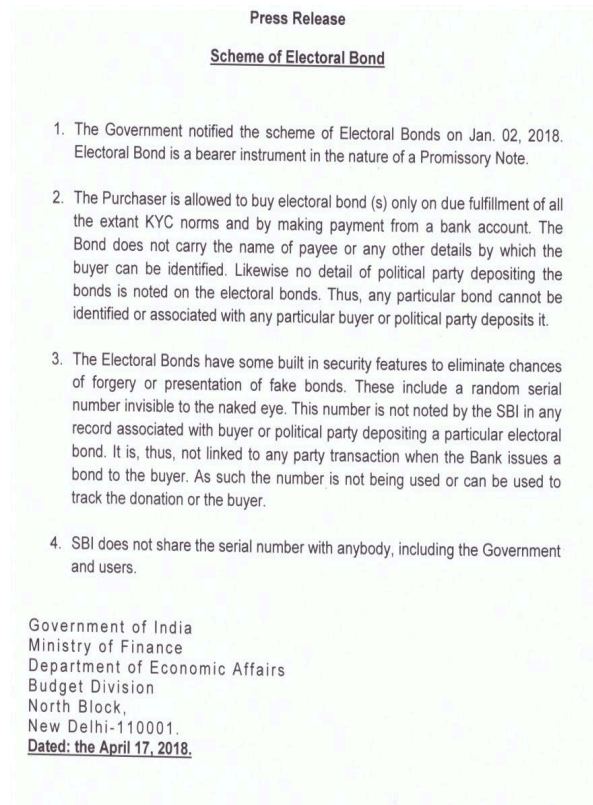 Press Release
Scheme of Electoral Bond
1. The Government notified the scheme of Electoral Bonds on Jan. 02, 2018.
Electoral Bond is a bearer instrument in the nature of a Promissory Note.
2. The Purchaser is allowed to buy electoral bond (s) only on due fulfillment of all
the extant KYC norms and by making payment from a bank account. The
Bond does not carry the name of payee or any other details by which the
buyer can be identified. Likewise no detail of political party depositing the
bonds is noted on the electoral bonds. Thus, any particular bond cannot be
identified or associated with any particular buyer or political party deposits it.
3. The Electoral Bonds have some built in security features to eliminate chances
of forgery or presentation of fake bonds. These include a random serial
number invisible to the naked eye. This number is not noted by the SBI in any
record associated with buyer or political party depositing a particular electoral
bond. It is, thus, not linked to any party transaction when the Bank issues a
bond to the buyer. As such the number is not being used or can be used to
track the donation or the buyer.
4. SBI does not share the serial number with anybody, including the Government
and users.
Government of India
Ministry of Finance
Department of Economic Affairs
Budget Division
North Block,
New Delhi-110001.
Dated: the April 17, 2018.